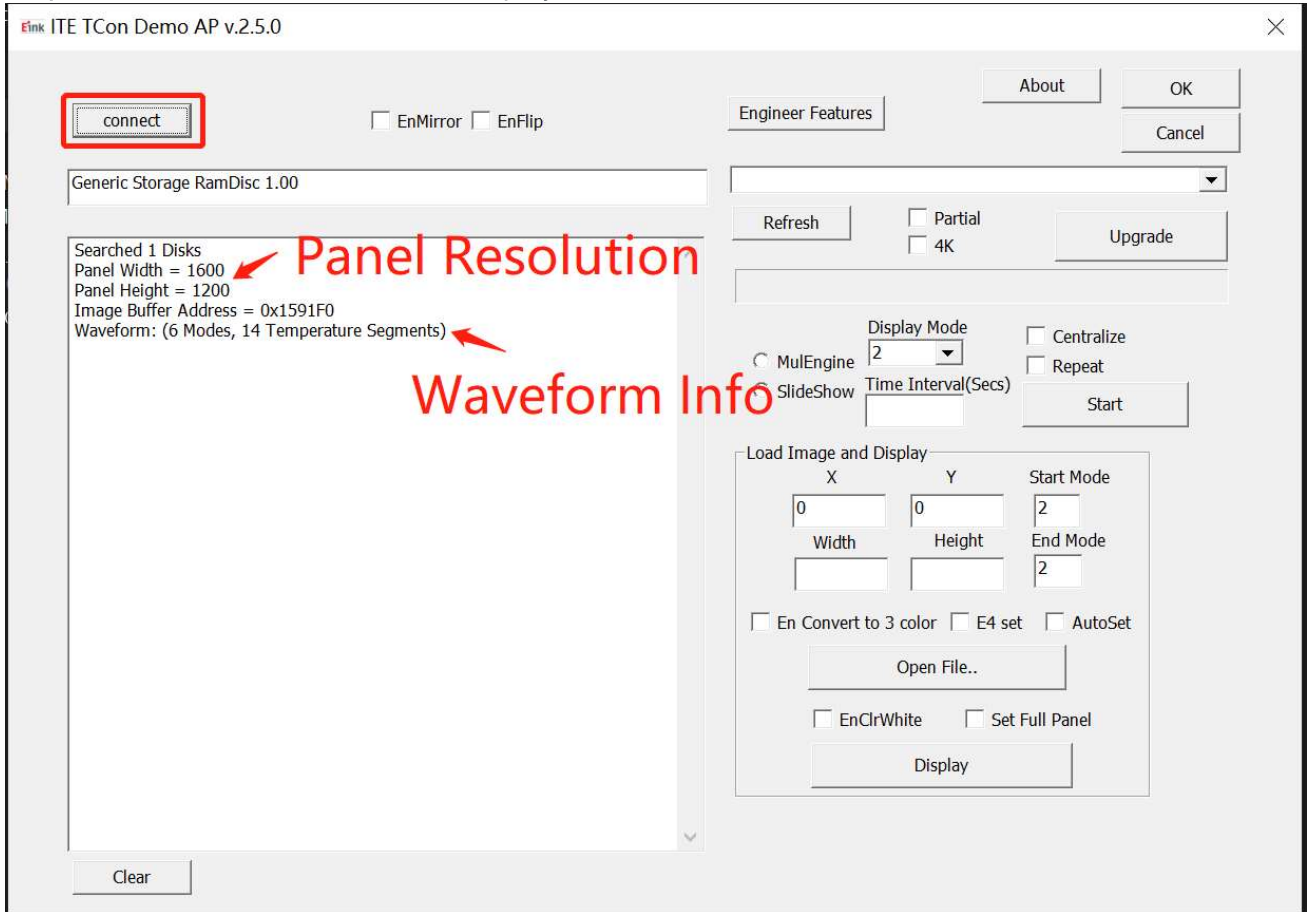 Eink ITE TCon Demo AP v.2.5.0
About
OK
connect
EnMirror
EnFlip
Engineer Features
Cancel
Generic Storage RamDisc 1.00
Refresh
Partial
4K
Upgrade
Searched 1 Disks
Panel Width = 1600
Panel Height = 1200
Image Buffer Address = 0x1591F0
Waveform: (6 Modes, 14 Temperature Segments)
Panel Resolution
Waveform Info
Display Mode
2
MulEngine
SlideShow
Time Interval(Secs)
Centralize
Repeat
Start
Load Image and Display
X
Y
Start Mode
0
0
2
Width
Height
End Mode
2
En Convert to 3 color
E4 set
AutoSet
Open File..
EnClrWhite
Set Full Panel
Display
Clear